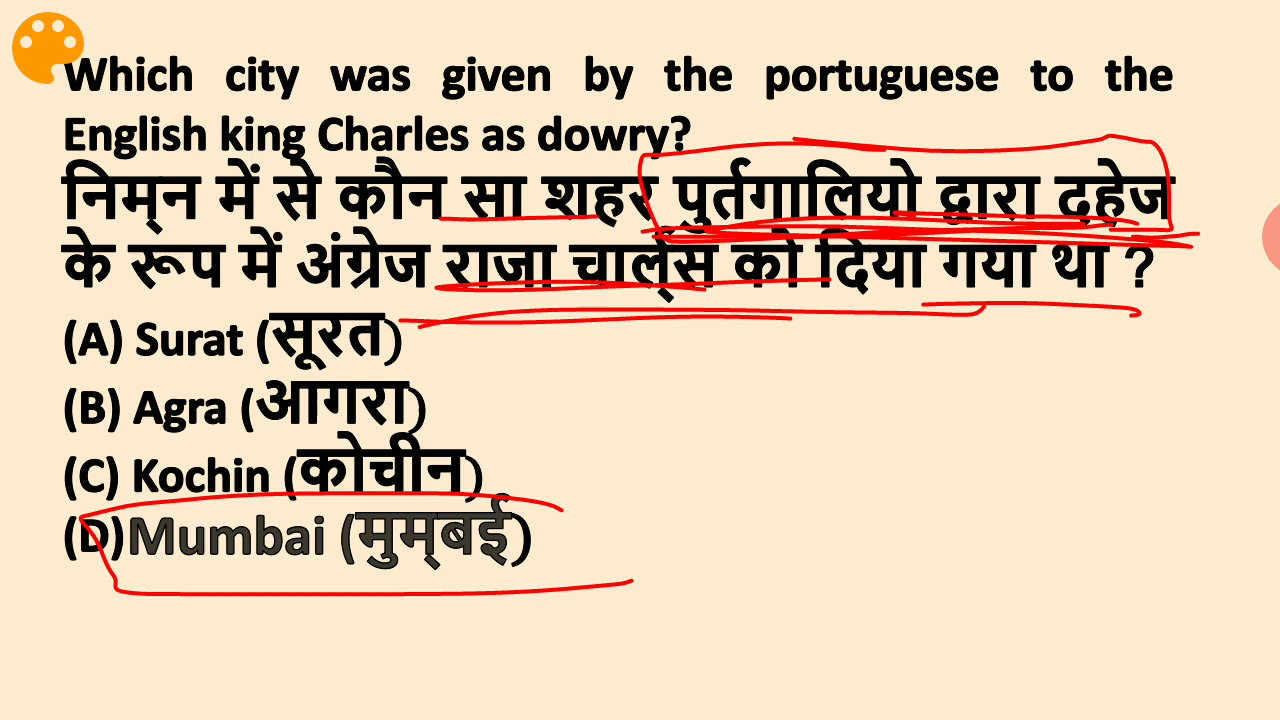 Which city was given by the portuguese to the
English king Charles as dowry?
निम्न में से कौन सा शहर पुर्तगालियो द्वारा दहेज
के रूप में अंग्रेज राजा चार्ल्स को दिया गया था ?
(A) Surat (सूरत)
(B) Agra (आगरा)
(C) Kochin (कोचीन)
(D)Mumbai (मुम्बई)